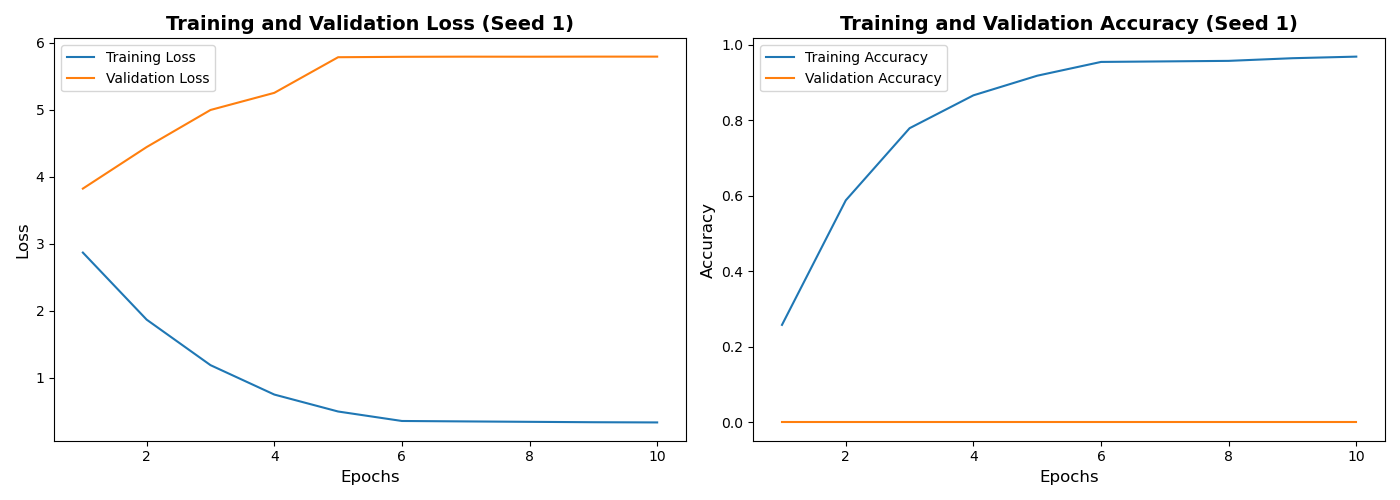 Training and Validation Loss (Seed 1)
Training Loss
Validation Loss
6
5
4
3
2
1
Loss
2
4
6
8
10
Epochs
Training and Validation Accuracy (Seed 1)
Training Accuracy
Validation Accuracy
1.0
0.8
0.6
0.4
0.2
0.0
Accuracy
2
4
6
8
10
Epochs